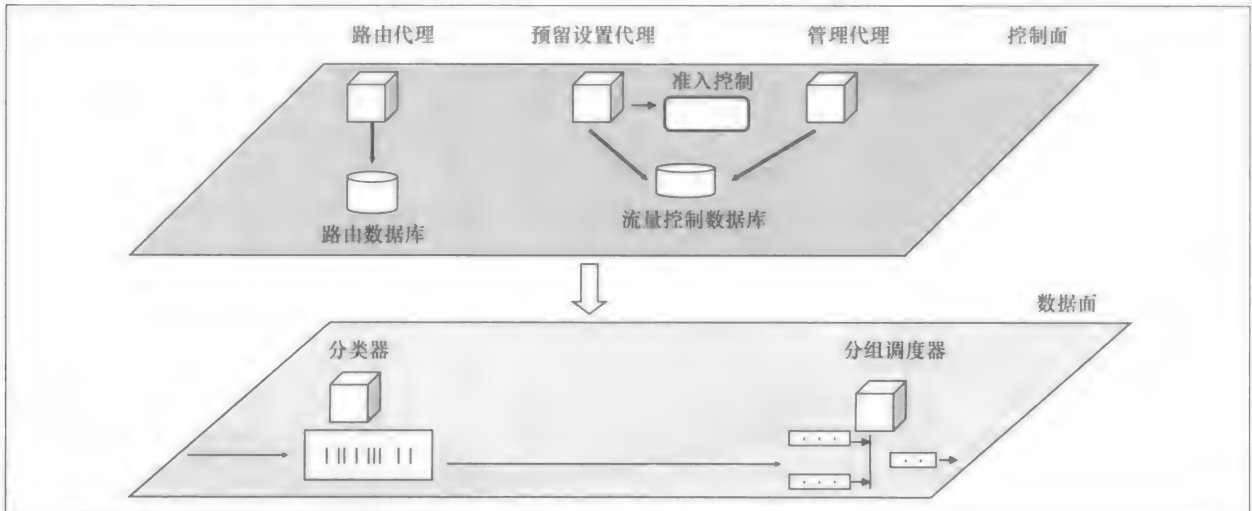 路由代理 预留设置代理 管理代理 控制面
准入控制
路由数据库 流量控制数据库
数据面
分类器 分组调度器